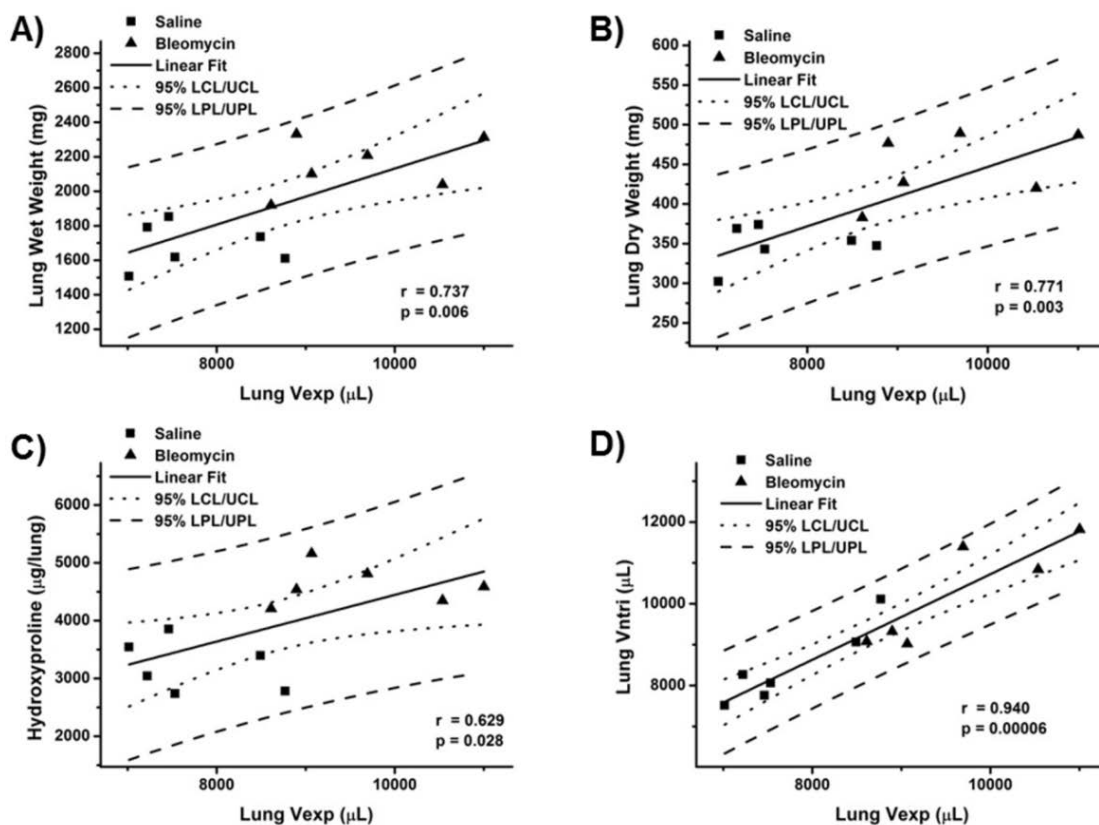 A)
Saline
Bleomycin
Linear Fit
95% LCL/UCL
95% LPL/UPL
2800
2600
2400
2200
2000
1800
1600
1400
1200
Lung Wet Weight (mg)
r = 0.737
p = 0.006
8000
10000
Lung Vexp (μL)
B)
Saline
Bleomycin
Linear Fit
95% LCL/UCL
95% LPL/UPL
600
550
500
450
400
350
300
250
Lung Dry Weight (mg)
r = 0.771
p = 0.003
8000
10000
Lung Vexp (μL)
C)
Saline
Bleomycin
Linear Fit
95% LCL/UCL
95% LPL/UPL
6000
5000
4000
3000
2000
Hydroxyproline (μg/lung)
r = 0.629
p = 0.028
8000
10000
Lung Vexp (μL)
D)
Saline
Bleomycin
Linear Fit
95% LCL/UCL
95% LPL/UPL
12000
10000
8000
Lung Vntri (μL)
r = 0.940
p = 0.00006
8000
10000
Lung Vexp (μL)